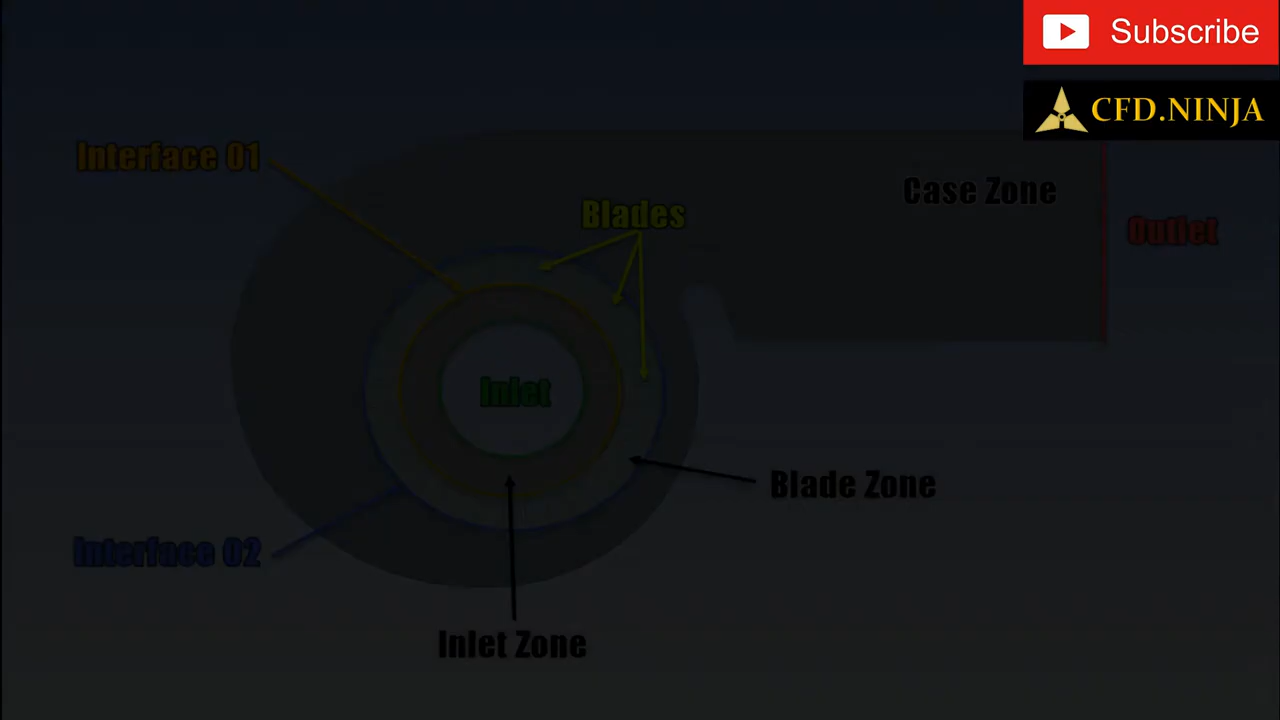 Subscribe
CFD.NINJA
Interface 01
Case Zone
Blades
Outlet
Inlet
Blade Zone
Interface 02
Inlet Zone